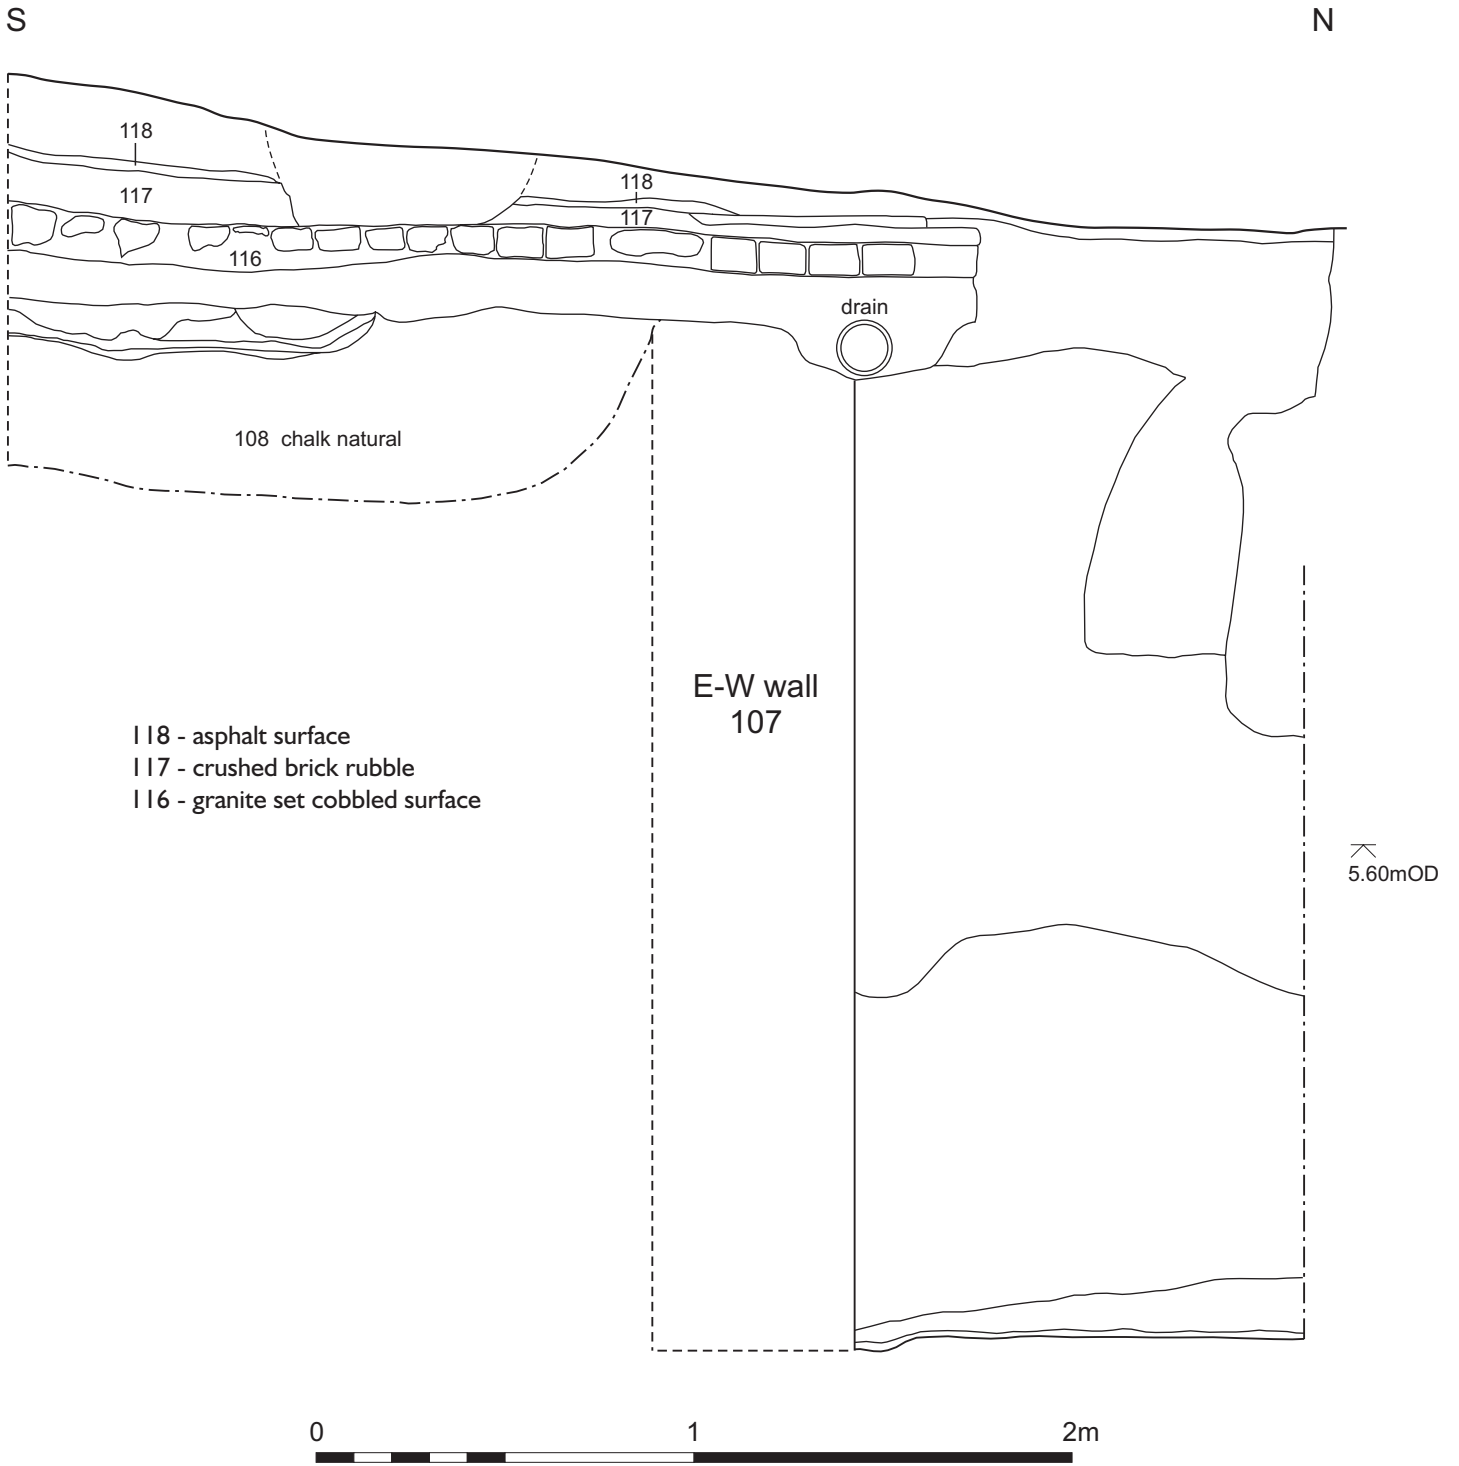 S
N
118
117
118
117
116
drain
108 chalk natural
E-W wall
107
118 - asphalt surface
117 - crushed brick rubble
116 - granite set cobbled surface
5.60mOD
0 1 2m